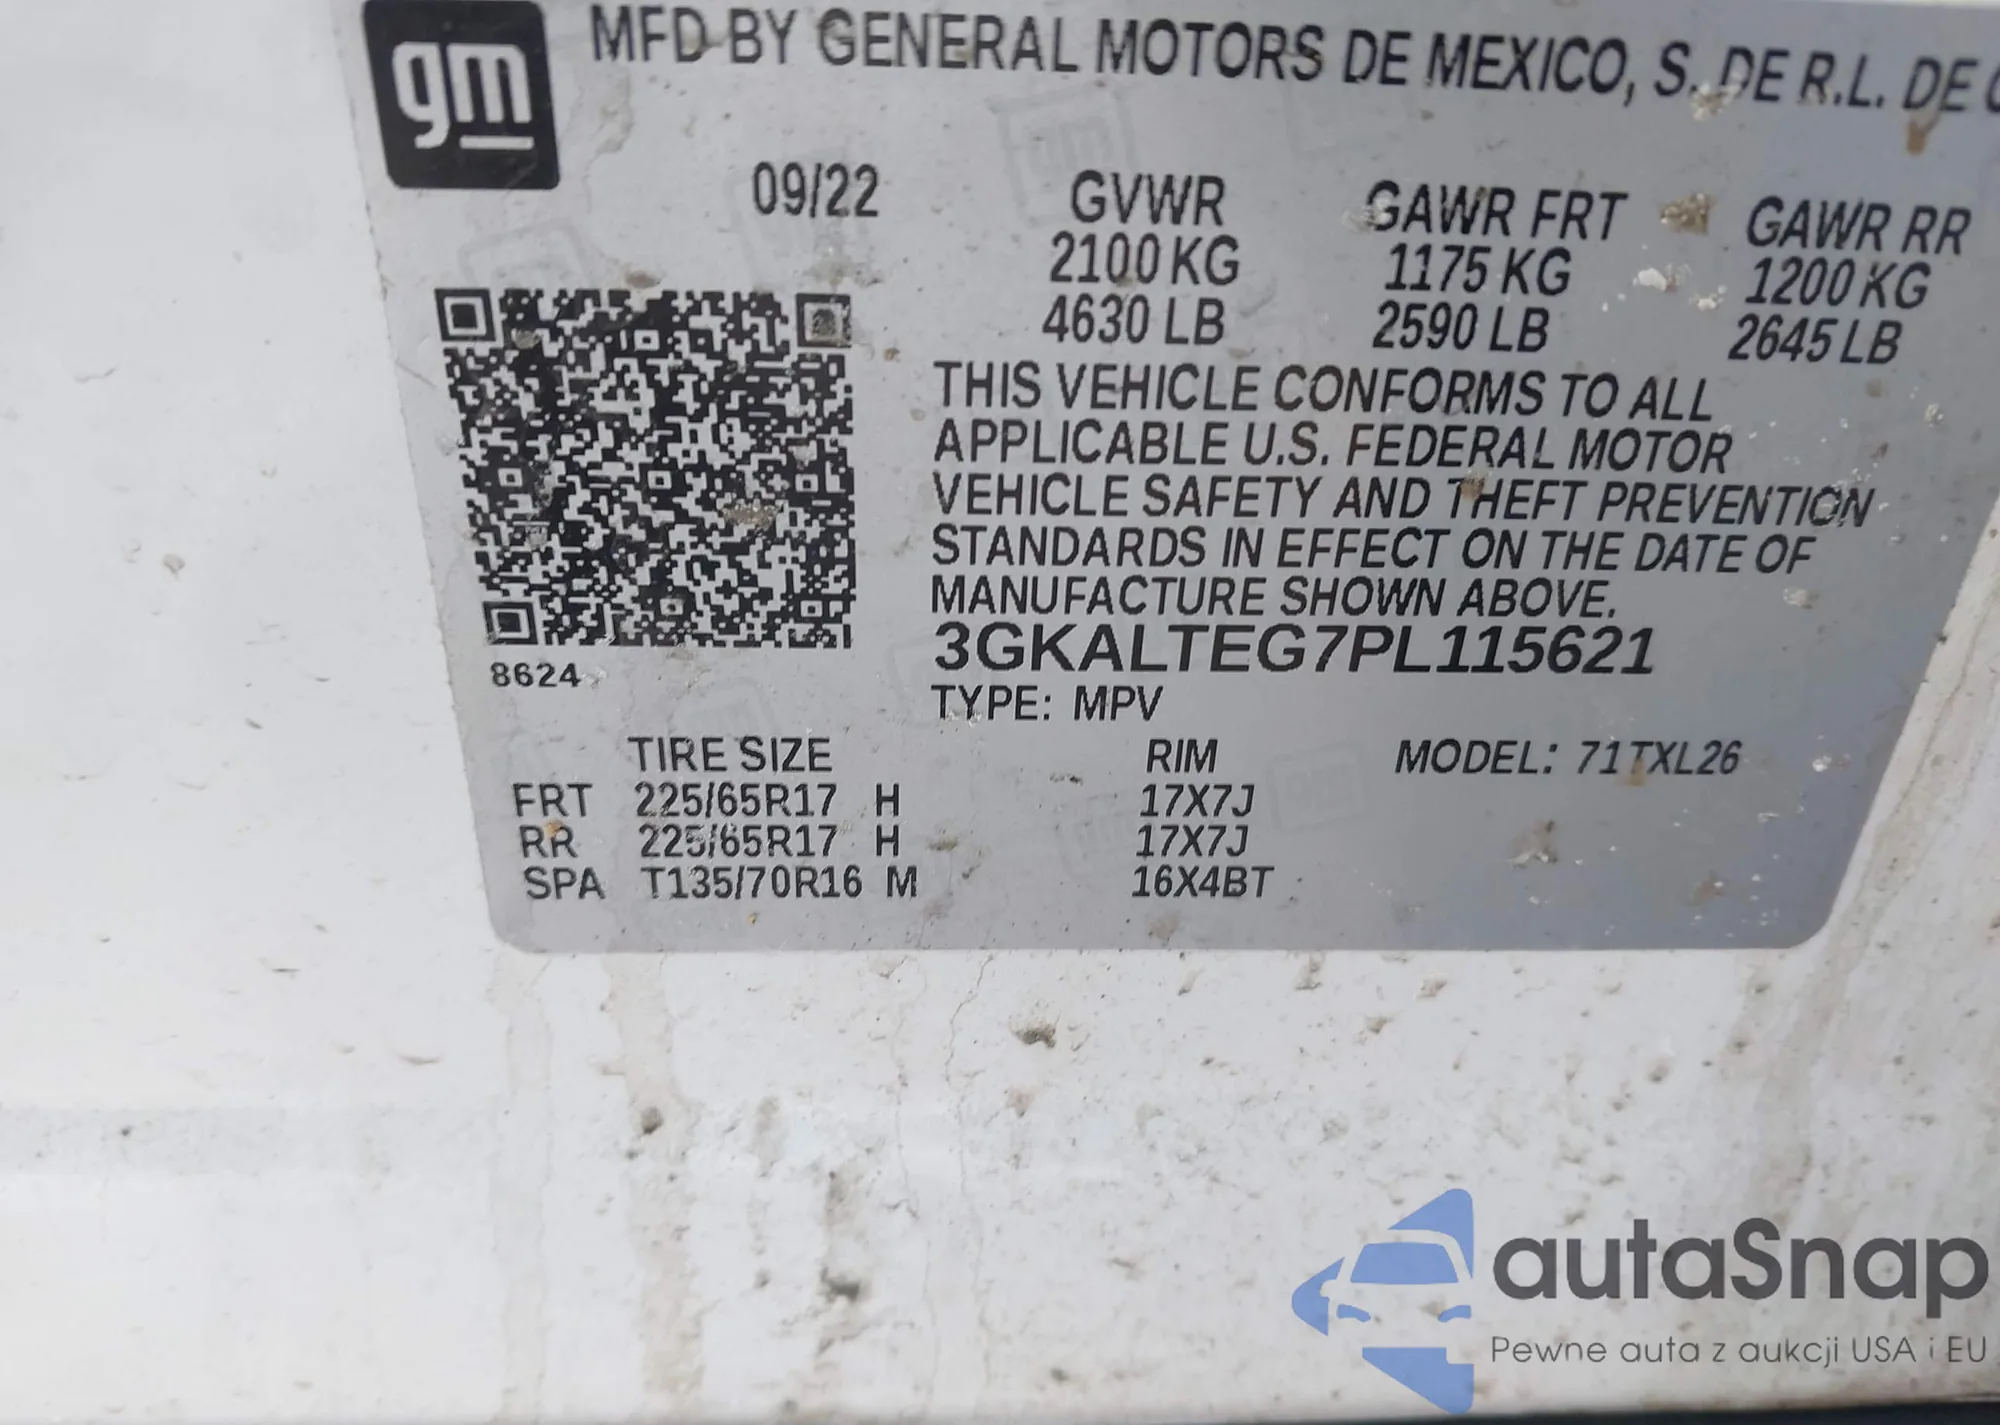 gm
MFD BY GENERAL MOTORS DE MEXICO, S. DE R.L. DE
09/22 GVWR GAWR FRT GAWR RR
2100 KG 1175 KG 1200 KG
4630 LB 2590 LB 2645 LB
THIS VEHICLE CONFORMS TO ALL
APPLICABLE U.S. FEDERAL MOTOR
VEHICLE SAFETY AND THEFT PREVENTION
STANDARDS IN EFFECT ON THE DATE OF
MANUFACTURE SHOWN ABOVE.
3GKALTEG7PL115621
8624
TYPE: MPV
TIRE SIZE RIM MODEL: 71TXL26
FRT 225/65R17 H 17X7J
RR 225/65R17 H 17X7J
SPA T135/70R16 M 16X4BT
autaSnap
Pewne auta z aukcji USA i EU